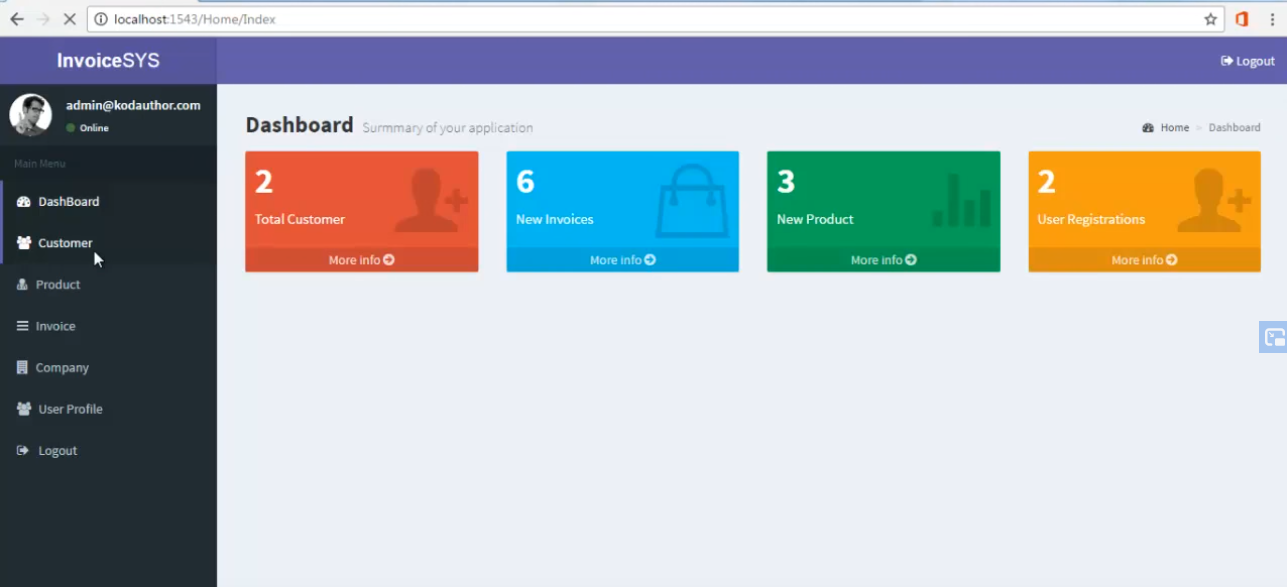 localhost:1543/Home/Index
InvoiceSYS
Logout
admin@kodauthor.com
Online
Main Menu
DashBoard
Customer
Product
Invoice
Company
User Profile
Logout
Dashboard Surmmary of your application
Home Dashboard
2
Total Customer
More info
6
New Invoices
More info
3
New Product
More info
2
User Registrations
More info